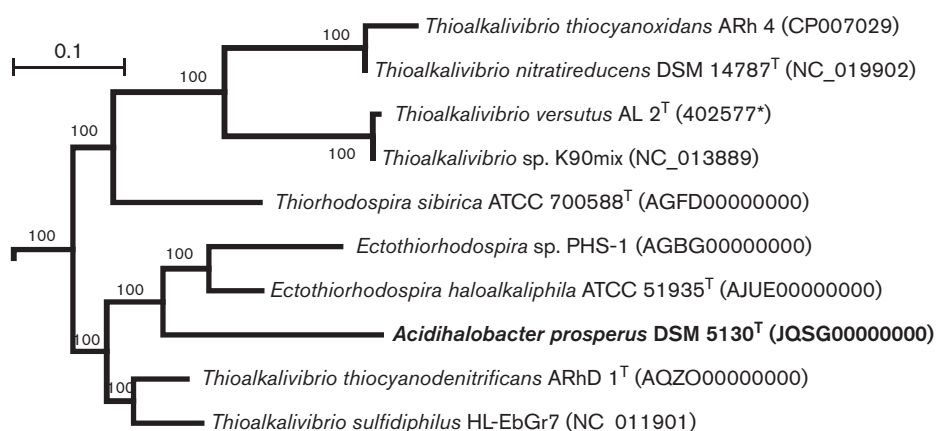 Thioalkalivibrio thiocyanoxidans ARh 4 (CP007029)
100
0.1
Thioalkalivibrio nitratireducens DSM 14787T (NC_019902)
100
Thioalkalivibrio versutus AL 2T (402577*)
100
100
Thioalkalivibrio sp. K90mix (NC_013889)
Thiorhodospira sibirica ATCC 700588T (AGFD00000000)
100
Ectothiorhodospira sp. PHS-1 (AGBG00000000)
100
100
Ectothiorhodospira haloalkaliphila ATCC 51935T (AJUE00000000)
Acidihalobacter prosperus DSM 5130T (JQSG00000000)
100
Thioalkalivibrio thiocyanodenitrificans ARhD 1T (AQZO00000000)
100
Thioalkalivibrio sulfidiphilus HL-EbGr7 (NC_011901)